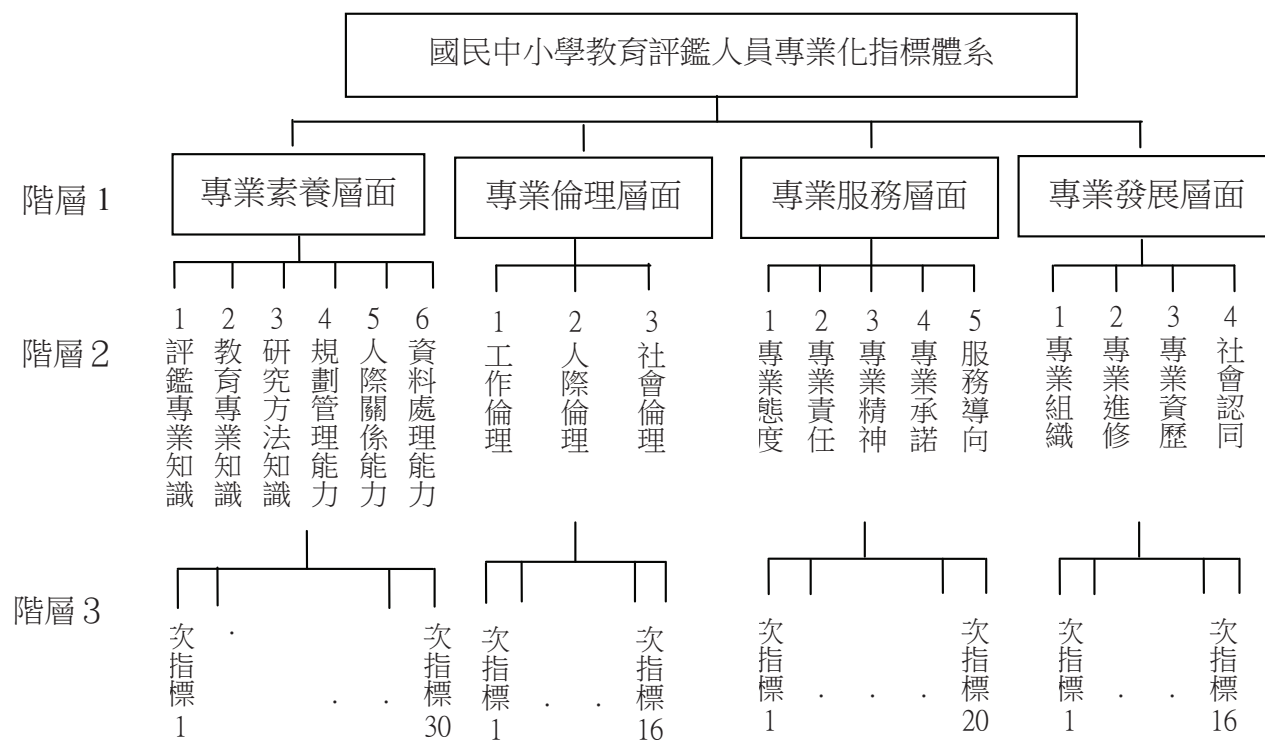 國民中小學教育評鑑人員專業化指標體系
階層 1
專業素養層面
專業倫理層面
專業服務層面
專業發展層面
階層 2
1 評鑑專業知識
2 教育專業知識
3 研究方法知識
4 規劃管理能力
5 人際關係能力
6 資料處理能力
1 工作倫理
2 人際倫理
3 社會倫理
1 專業態度
2 專業責任
3 專業精神
4 專業承諾
5 服務導向
1 專業組織
2 專業進修
3 專業資歷
4 社會認同
階層 3
次指標 1
. . .
次指標 30
次指標 1
. .
次指標 16
次指標 1
. . .
次指標 20
次指標 1
. .
次指標 16